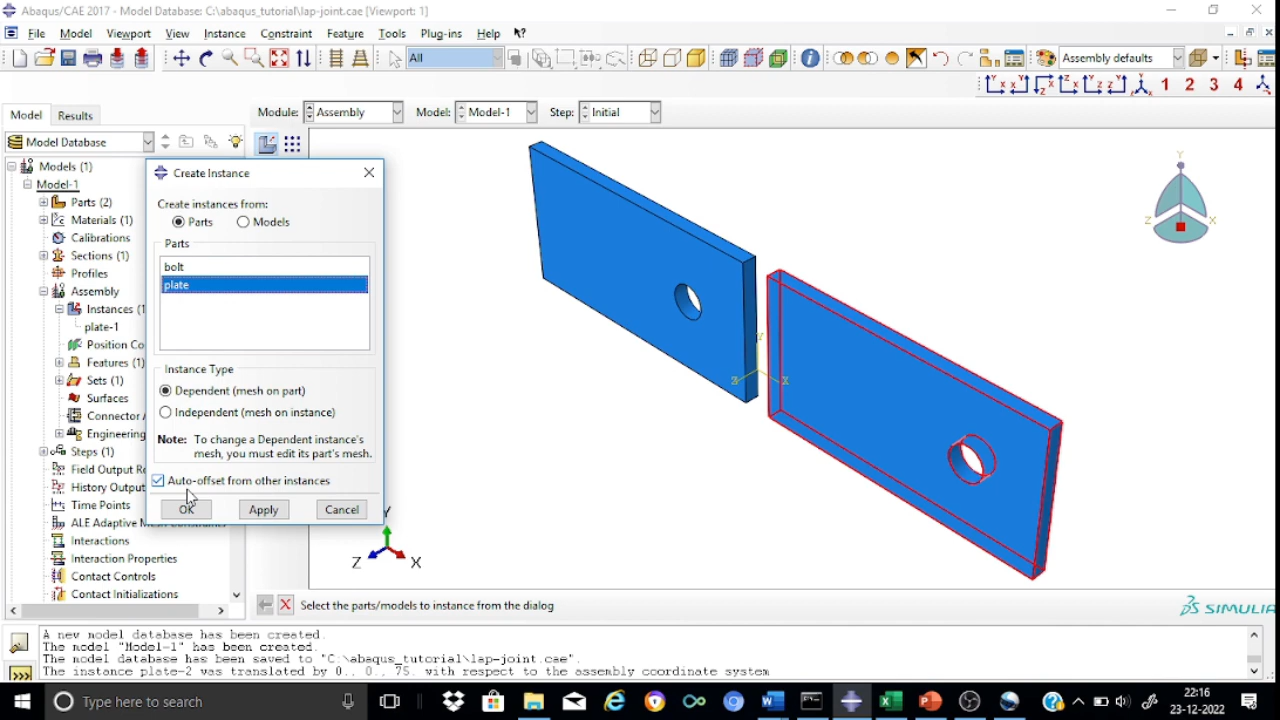 Abaqus/CAE 2017 - Model Database: C:\abaqus_tutorial\lap-joint.cae [Viewport: 1]
File Model Viewport View Instance Constraint Feature Tools Plug-ins Help
All
Assembly defaults
1 2 3 4
Model Results
Module: Assembly Model: Model-1 Step: Initial
Model Database
Models (1)
Model-1
Parts (2)
Materials (1)
Calibrations
Sections (1)
Profiles
Assembly
Instances (1
plate-1
Position Co
Features (1)
Sets (1)
Surfaces
Connector A
Engineering
Steps (1)
Field Output Re
History Output
Time Points
ALE Adaptive Mesh Constraints
Interactions
Interaction Properties
Contact Controls
Contact Initializations
Create Instance
Create instances from:
Parts Models
Parts
bolt
plate
Instance Type
Dependent (mesh on part)
Independent (mesh on instance)
Note: To change a Dependent instance's
mesh, you must edit its part's mesh.
Auto-offset from other instances
OK Apply Cancel
Y
Z X
Y
Z X
Y
Z X
Select the parts/models to instance from the dialog
SIMULIA
A new model database has been created.
The model "Model-1" has been created.
The model database has been saved to "C:\abaqus_tutorial\lap-joint.cae".
The instance plate-2 was translated by 0., 0., 75. with respect to the assembly coordinate system
Type here to search
22:16
23-12-2022